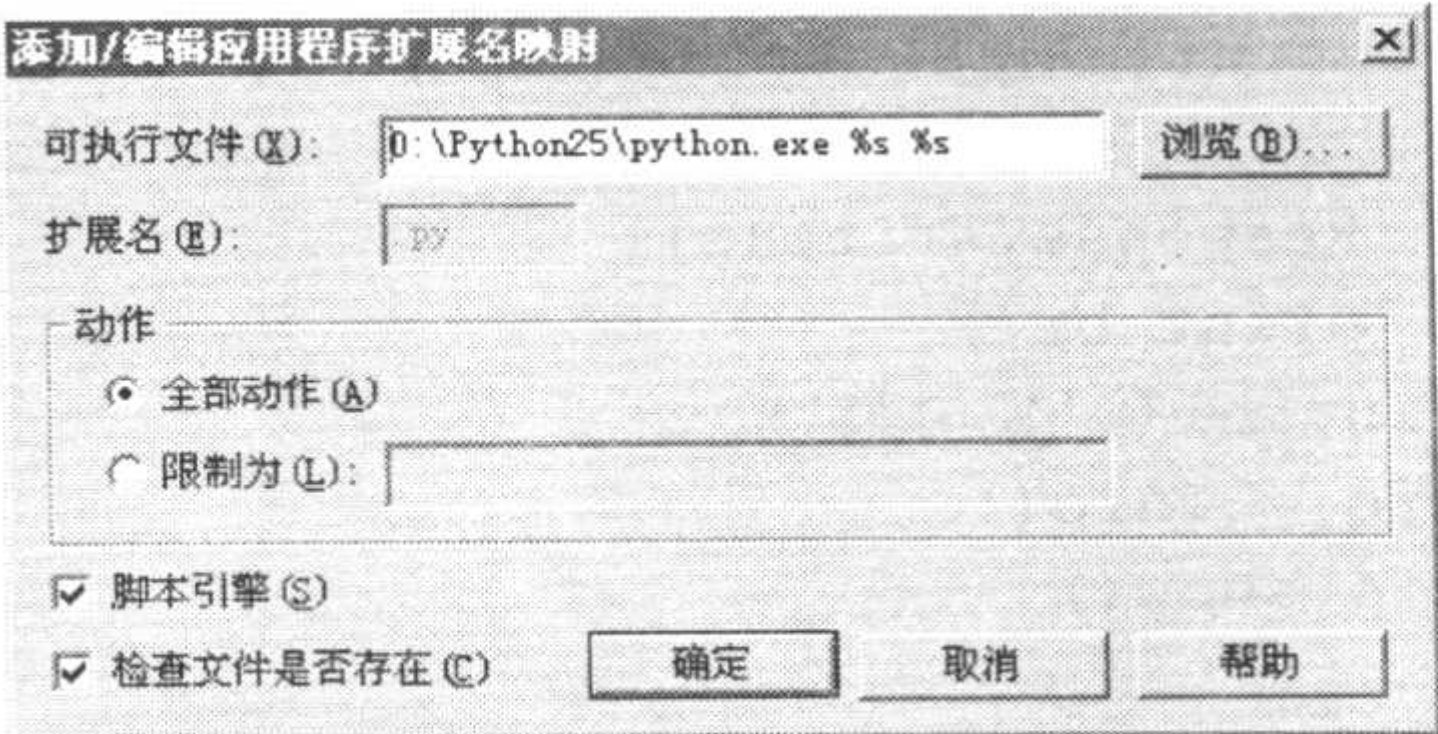 添加/编辑应用程序扩展名映射
可执行文件(X): D:\Python25\python.exe %s %s 浏览(B)...
扩展名(E): py
动作
全部动作(A)
限制为(L):
脚本引擎(S)
检查文件是否存在(C) 确定 取消 帮助